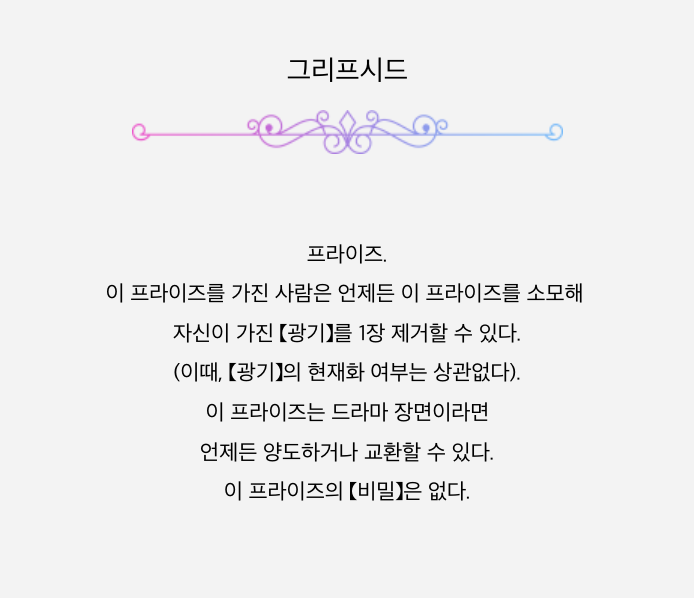 그리프시드
프라이즈.
이 프라이즈를 가진 사람은 언제든 이 프라이즈를 소모해
자신이 가진【광기】를 1장 제거할 수 있다.
(이때,【광기】의 현재화 여부는 상관없다).
이 프라이즈는 드라마 장면이라면
언제든 양도하거나 교환할 수 있다.
이 프라이즈의【비밀】은 없다.